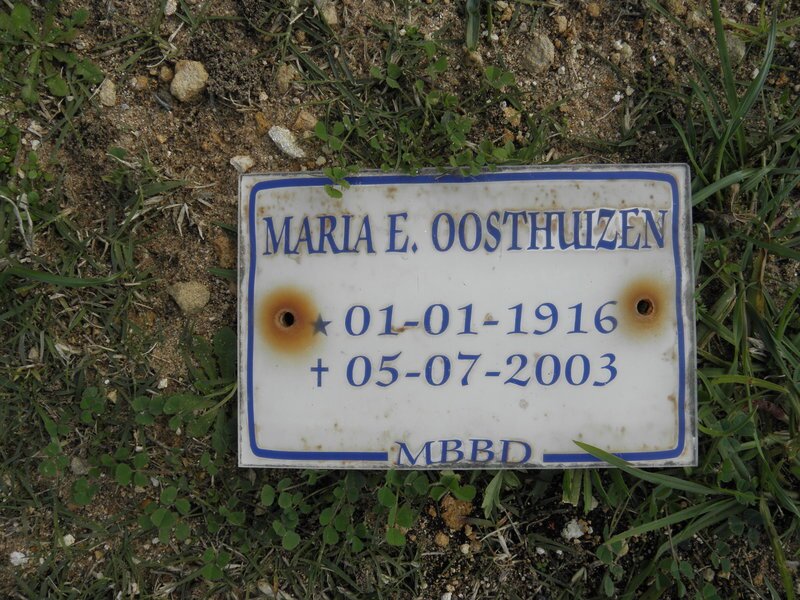 MARIA E. OOSTHUIZEN
★ 01-01-1916
✝ 05-07-2003
MBBD